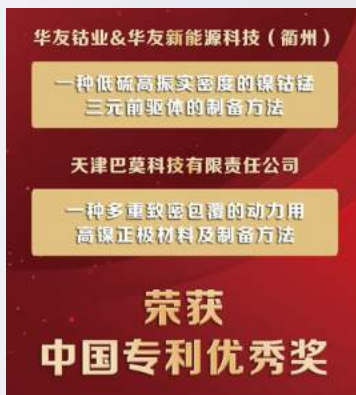 华友钴业&华友新能源科技（衢州）
一种低硫高振实密度的镍钴锰
三元前驱体的制备方法
天津巴莫科技有限责任公司
一种多重致密包覆的动力用
高镍正极材料及制备方法
荣获
中国专利优秀奖